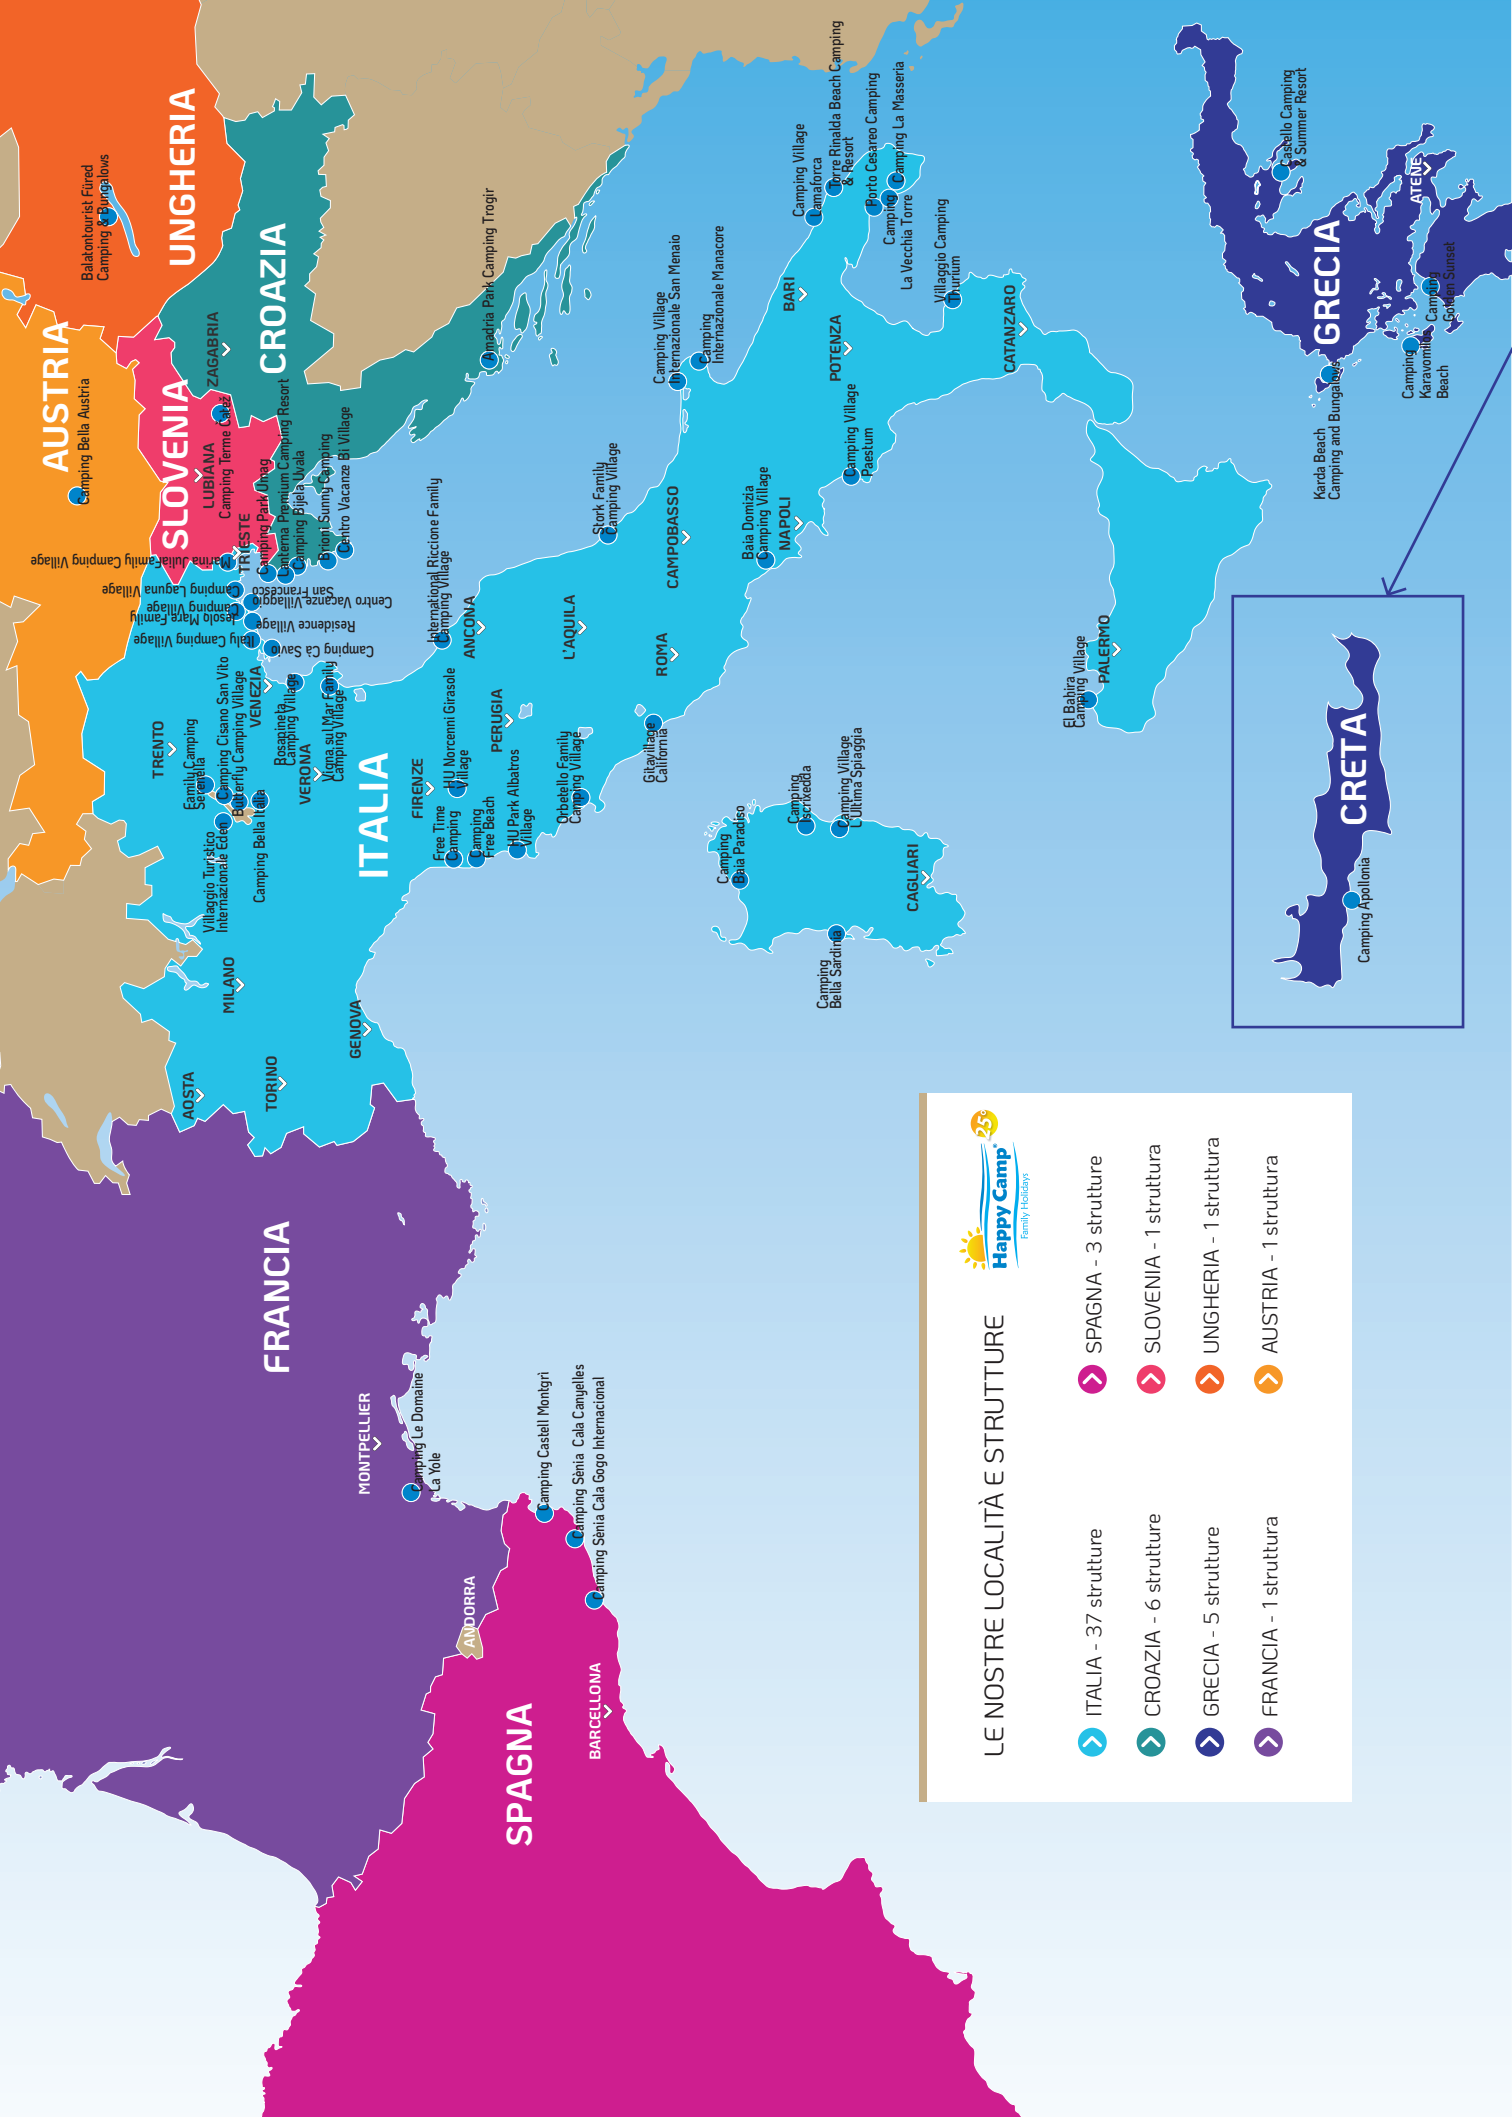 AUSTRIA
Camping Bella Austria
Balatontourist Füred
Camping & Bungalows
UNGHERIA
SLOVENIA
LUBIANA
Camping Terme Čatež
ZAGABRIA
CROAZIA
TRIESTE
Camping Park Umag
Lanterna Premium Camping Resort
Camping Bijela Uvala
Brioni Sunny Camping
Centro Vacanze Bi Village
Amadria Park Camping Trogir
Marina Julia Family Camping Village
Camping Laguna Village
Centro Vacanze Villaggio
San Francesco
Jesolo Mare Family
Camping Village
Residence Village
Italy Camping Village
Camping Cà Savio
TRENTO
VENEZIA
Family Camping
Serenella
Camping Cisano San Vito
Butterfly Camping Village
Villaggio Turistico
Internazionale Eden
Camping Bella Italia
Rosapineta
Camping Village
VERONA
Vigna sul Mar Family
Camping Village
MILANO
AOSTA
TORINO
GENOVA
ITALIA
FIRENZE
HU Norcenni Girasole
Village
Free Time
Camping
Camping
Free Beach
HU Park Albatros
Village
International Riccione Family
Camping Village
ANCONA
PERUGIA
L'AQUILA
Orbetello Family
Camping Village
Stork Family
Camping Village
ROMA
Gitavillage
California
CAMPOBASSO
Camping Village
Internazionale San Menaio
Camping
Internazionale Manacore
Baia Domizia
Camping Village
NAPOLI
BARI
POTENZA
Camping Village
Paestum
Camping Village
Lamaforca
Torre Rinalda Beach Camping
& Resort
Porto Cesareo Camping
Camping La Masseria
Camping
La Vecchia Torre
Villaggio Camping
Thurium
CATANZARO
El Bahira
Camping Village
PALERMO
Camping
Baia Paradiso
Camping
Iscrixedda
Camping Village
L'Ultima Spiaggia
Camping
Bella Sardinia
CAGLIARI
FRANCIA
MONTPELLIER
Camping Le Domaine
La Yole
ANDORRA
SPAGNA
BARCELLONA
Camping Castell Montgrì
Camping Sènia Cala Canyelles
Camping Sènia Cala Gogo Internacional
GRECIA
ATENE
Castello Camping
& Summer Resort
Karda Beach
Camping and Bungalows
Camping
Karavomilos
Beach
Camping
Golden Sunset
CRETA
Camping Apollonia
LE NOSTRE LOCALITÀ E STRUTTURE
Happy Camp®
Family Holidays
25°
ITALIA - 37 strutture
CROAZIA - 6 strutture
GRECIA - 5 strutture
FRANCIA - 1 struttura
SPAGNA - 3 strutture
SLOVENIA - 1 struttura
UNGHERIA - 1 struttura
AUSTRIA - 1 struttura